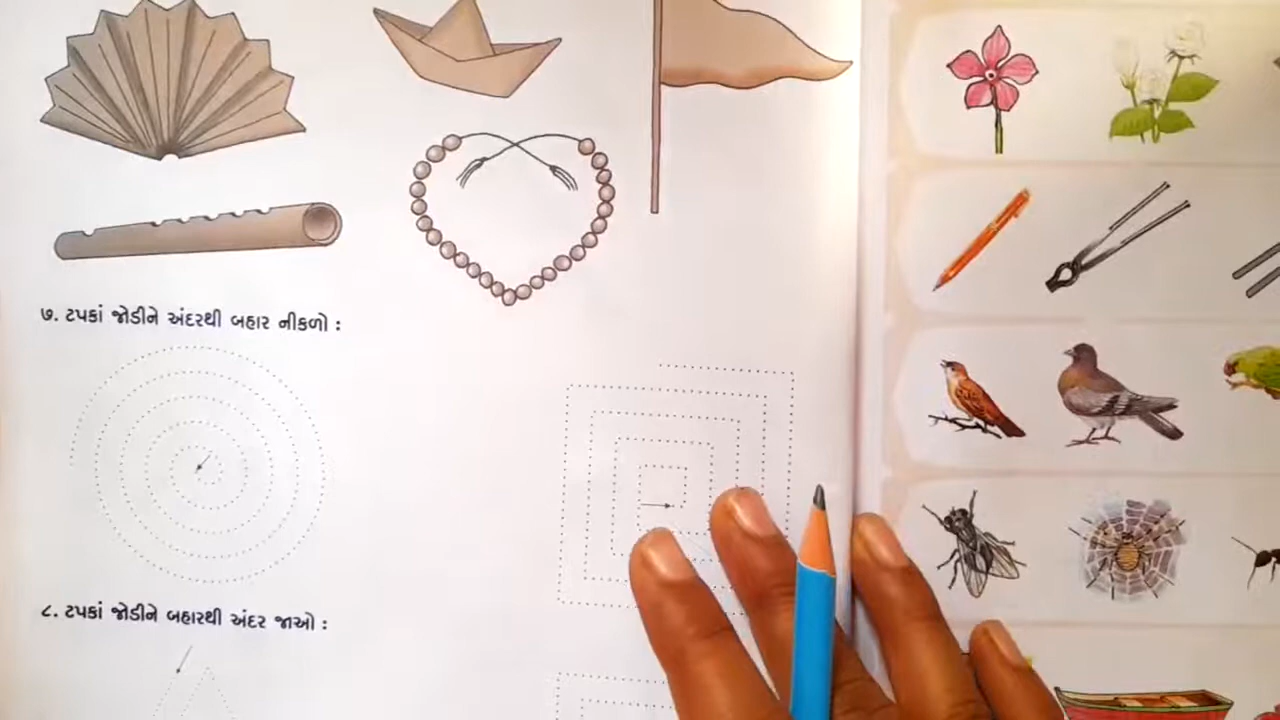 ૭. ટપકાં જોડીને અંદરથી બહાર નીકળો :
૮. ટપકાં જોડીને બહારથી અંદર જાઓ :